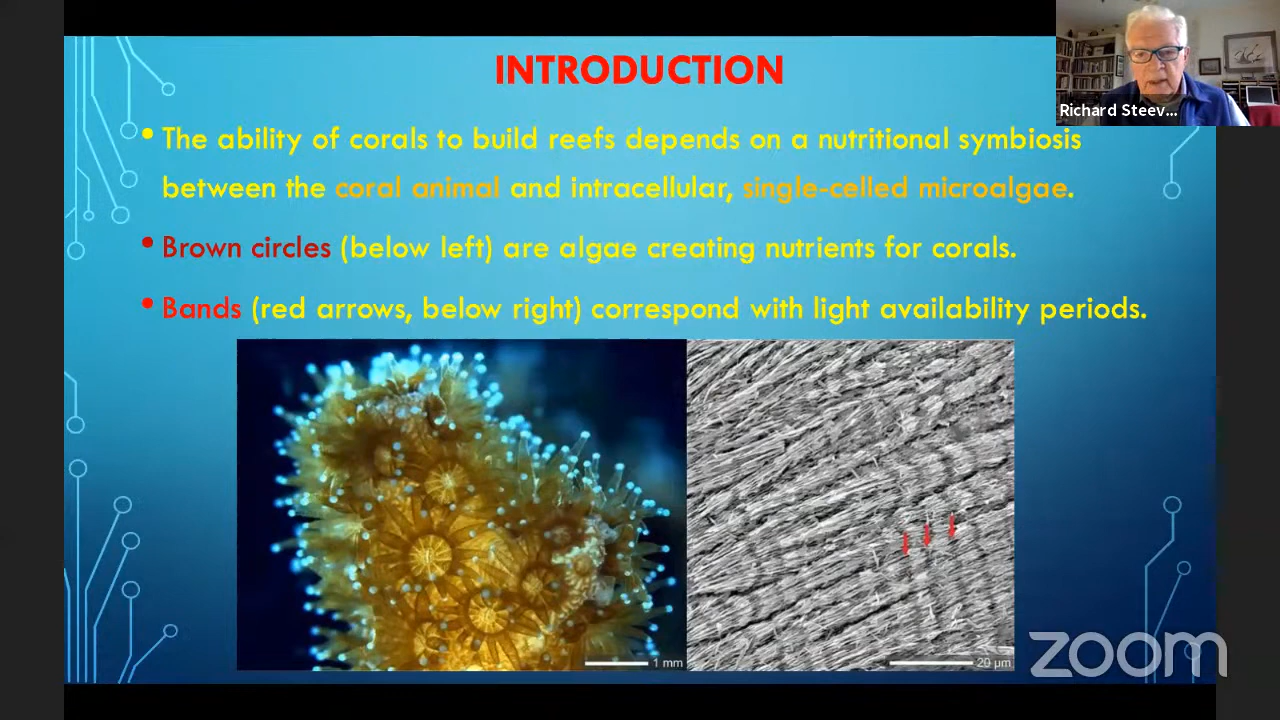 INTRODUCTION
Richard Steev...
• The ability of corals to build reefs depends on a nutritional symbiosis
between the coral animal and intracellular, single-celled microalgae.
• Brown circles (below left) are algae creating nutrients for corals.
• Bands (red arrows, below right) correspond with light availability periods.
1 mm
20 µm
zoom